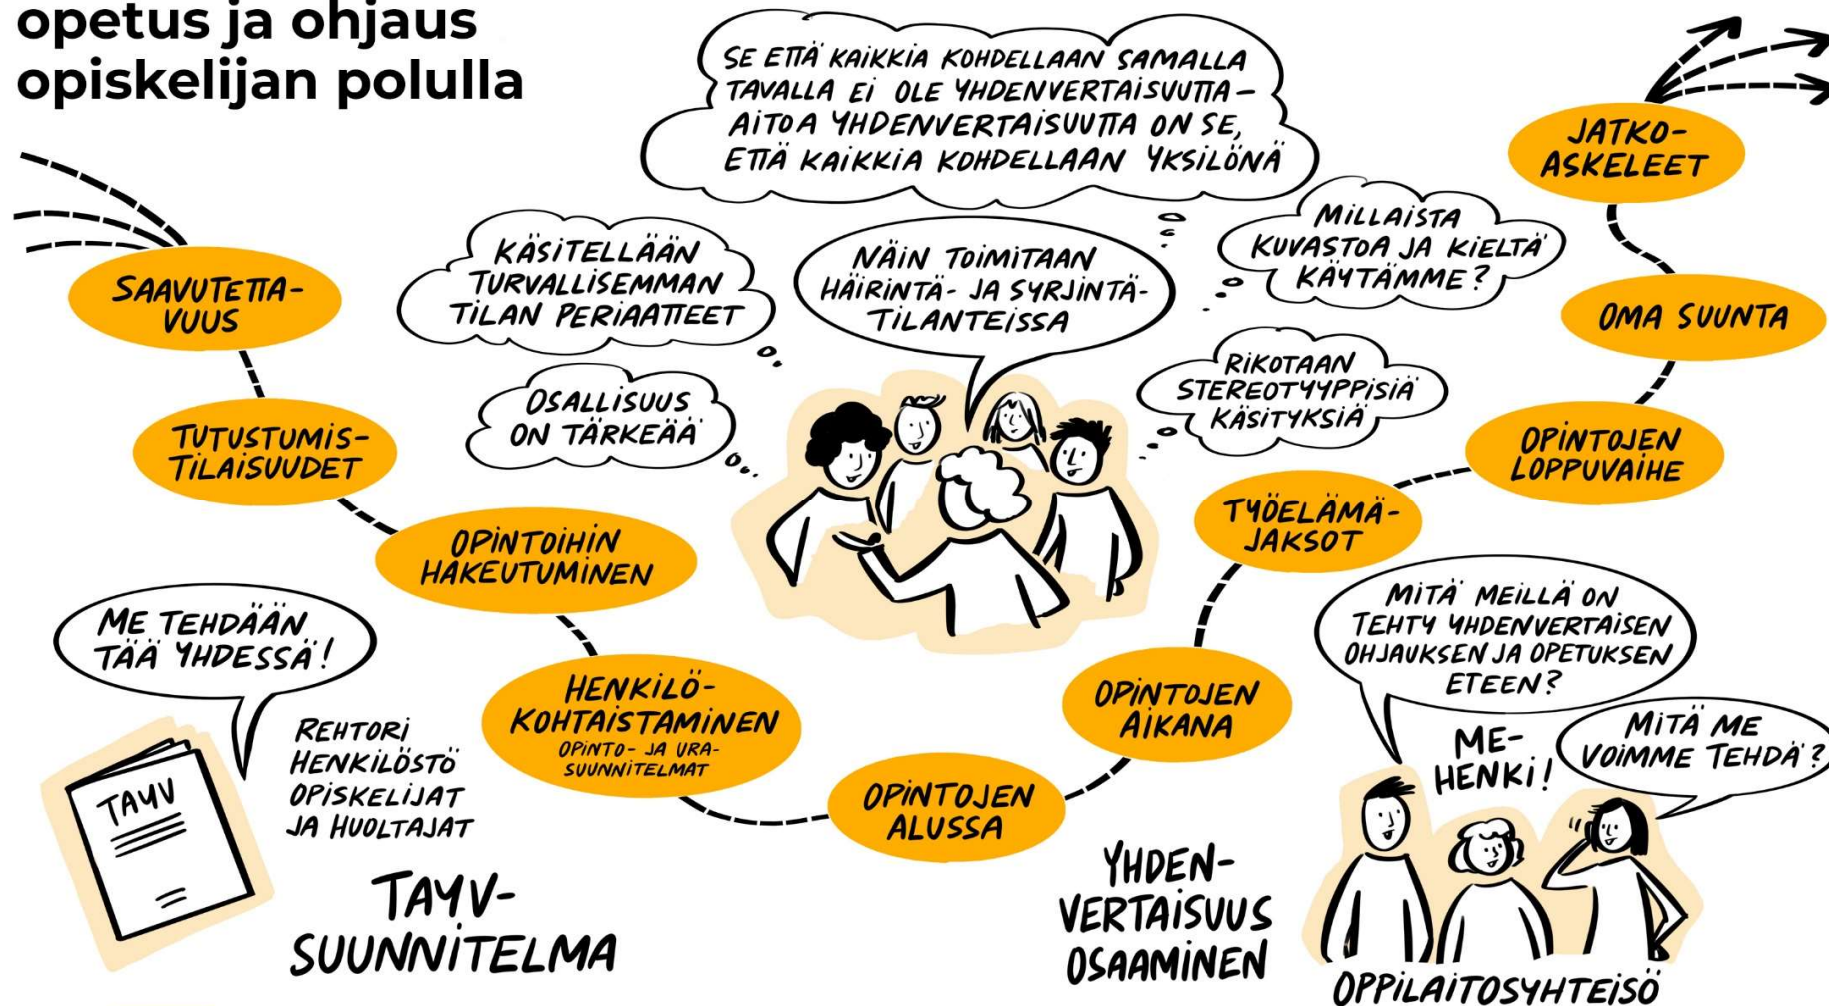 opetus ja ohjaus
opiskelijan polulla
SE ETTÄ KAIKKIA KOHDELLAAN SAMALLA
TAVALLA EI OLE YHDENVERTAISUUTTA –
AITOA YHDENVERTAISUUTTA ON SE,
ETTÄ KAIKKIA KOHDELLAAN YKSILÖNÄ
JATKO-
ASKELEET
KÄSITELLÄÄN
TURVALLISEMMAN
TILAN PERIAATTEET
NÄIN TOIMITAAN
HÄIRINTÄ- JA SYRJINTÄ-
TILANTEISSA
MILLAISTA
KUVASTOA JA KIELTÄ
KÄYTÄMME?
SAAVUTETTA-
VUUS
OMA SUUNTA
OSALLISUUS
ON TÄRKEÄÄ
RIKOTAAN
STEREOTYYPPISIÄ
KÄSITYKSIÄ
TUTUSTUMIS-
TILAISUUDET
OPINTOJEN
LOPPUVAIHE
OPINTOIHIN
HAKEUTUMINEN
TYÖELÄMÄ-
JAKSOT
ME TEHDÄÄN
TÄÄ YHDESSÄ!
MITÄ MEILLÄ ON
TEHTY YHDENVERTAISEN
OHJAUKSEN JA OPETUKSEN
ETEEN?
HENKILÖ-
KOHTAISTAMINEN
OPINTO- JA URA-
SUUNNITELMAT
OPINTOJEN
AIKANA
REHTORI
HENKILÖSTÖ
OPISKELIJAT
JA HUOLTAJAT
ME-
HENKI!
MITÄ ME
VOIMME TEHDÄ?
TAYV
OPINTOJEN
ALUSSA
TAYV-
SUUNNITELMA
YHDEN-
VERTAISUUS
OSAAMINEN
OPPILAITOSYHTEISÖ